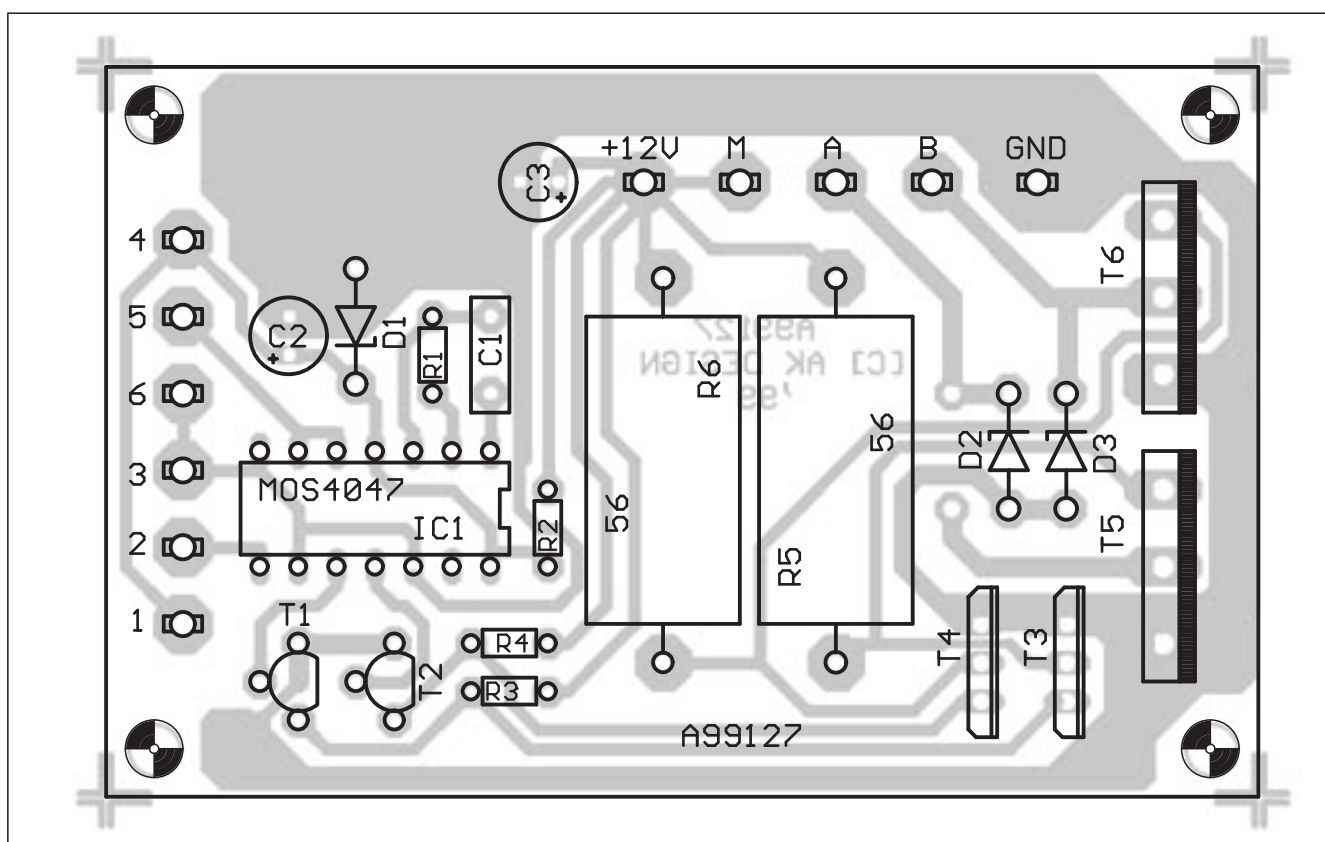 +12V M A B GND
C3
4
5
6
3
2
1
C2
D1
R1
C1
T6
A99127
[C] AK DESIGN
'99
R6
56
56
R5
D2
D3
MOS4047
IC1
R2
T5
T1
T2
R4
R3
T4
T3
A99127